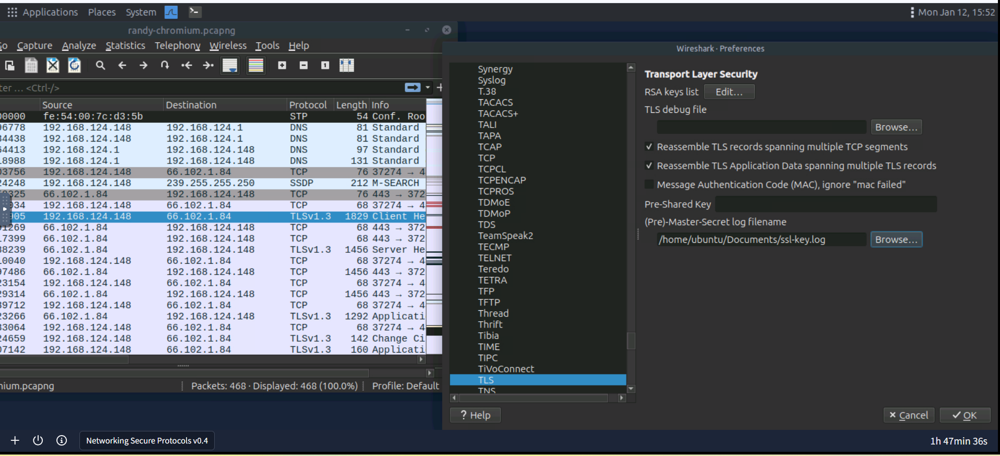 Applications Places System Mon Jan 12, 15:52
randy-chromium.pcapng
Go Capture Analyze Statistics Telephony Wireless Tools Help
ter … <Ctrl-/>
Source Destination Protocol Length Info
00000 fe:54:00:7c:d3:5b STP 54 Conf. Roo
96778 192.168.124.148 192.168.124.1 DNS 81 Standard
34438 192.168.124.148 192.168.124.1 DNS 81 Standard
54413 192.168.124.1 192.168.124.148 DNS 97 Standard
18988 192.168.124.1 192.168.124.148 DNS 131 Standard
03756 192.168.124.148 66.102.1.84 TCP 76 37274 → 4
24248 192.168.124.148 239.255.255.250 SSDP 212 M-SEARCH
325 66.102.1.84 192.168.124.148 TCP 76 443 → 372
034 192.168.124.148 66.102.1.84 TCP 68 37274 → 4
905 192.168.124.148 66.102.1.84 TLSv1.3 1829 Client He
91269 66.102.1.84 192.168.124.148 TCP 68 443 → 372
17399 66.102.1.84 192.168.124.148 TCP 68 443 → 372
38239 66.102.1.84 192.168.124.148 TLSv1.3 1456 Server He
10040 192.168.124.148 66.102.1.84 TCP 68 37274 → 4
97486 66.102.1.84 192.168.124.148 TCP 1456 443 → 372
23154 192.168.124.148 66.102.1.84 TCP 68 37274 → 4
29314 66.102.1.84 192.168.124.148 TCP 1456 443 → 372
39712 192.168.124.148 66.102.1.84 TCP 68 37274 → 4
23266 66.102.1.84 192.168.124.148 TLSv1.3 1292 Applicati
33064 192.168.124.148 66.102.1.84 TCP 68 37274 → 4
24659 192.168.124.148 66.102.1.84 TLSv1.3 142 Change Ci
07142 192.168.124.148 66.102.1.84 TLSv1.3 160 Applicati
nium.pcapng Packets: 468 · Displayed: 468 (100.0%) Profile: Default
Wireshark · Preferences
Synergy
Syslog
T.38
TACACS
TACACS+
TALI
TAPA
TCAP
TCP
TCPCL
TCPENCAP
TCPROS
TDMoE
TDMoP
TDS
TeamSpeak2
TECMP
TELNET
Teredo
TETRA
TFP
TFTP
Thread
Thrift
Tibia
TIME
TIPC
TiVoConnect
TLS
TNS
Transport Layer Security
RSA keys list Edit…
TLS debug file
Browse…
Reassemble TLS records spanning multiple TCP segments
Reassemble TLS Application Data spanning multiple TLS records
Message Authentication Code (MAC), ignore "mac failed"
Pre-Shared Key
(Pre)-Master-Secret log filename
/home/ubuntu/Documents/ssl-key.log Browse…
? Help Cancel OK
Networking Secure Protocols v0.4 1h 47min 36s